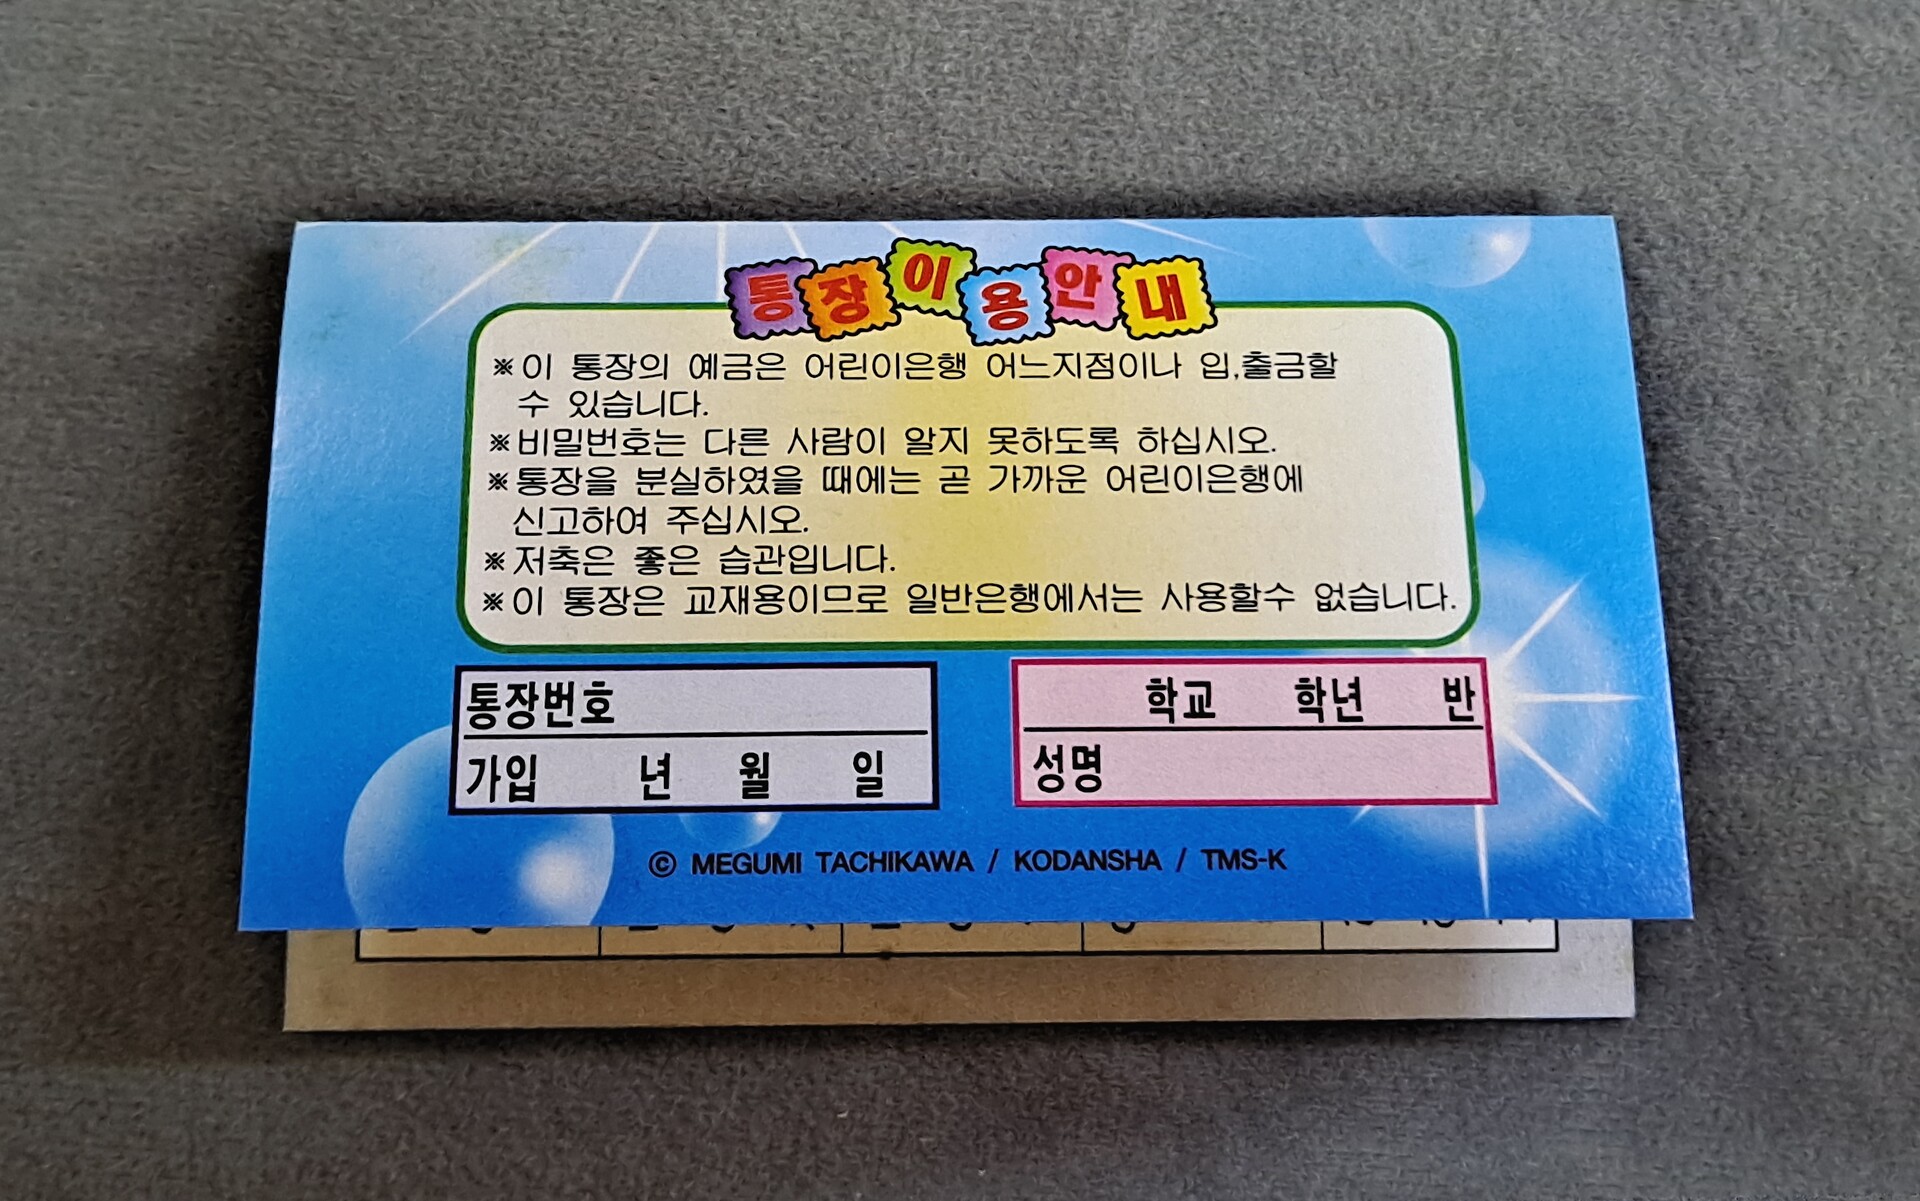 통장이용안내
※이 통장의 예금은 어린이은행 어느지점이나 입,출금할
수 있습니다.
※비밀번호는 다른 사람이 알지 못하도록 하십시오.
※통장을 분실하였을 때에는 곧 가까운 어린이은행에
신고하여 주십시오.
※저축은 좋은 습관입니다.
※이 통장은 교재용이므로 일반은행에서는 사용할수 없습니다.
통장번호
가입 년 월 일
학교 학년 반
성명
© MEGUMI TACHIKAWA / KODANSHA / TMS-K